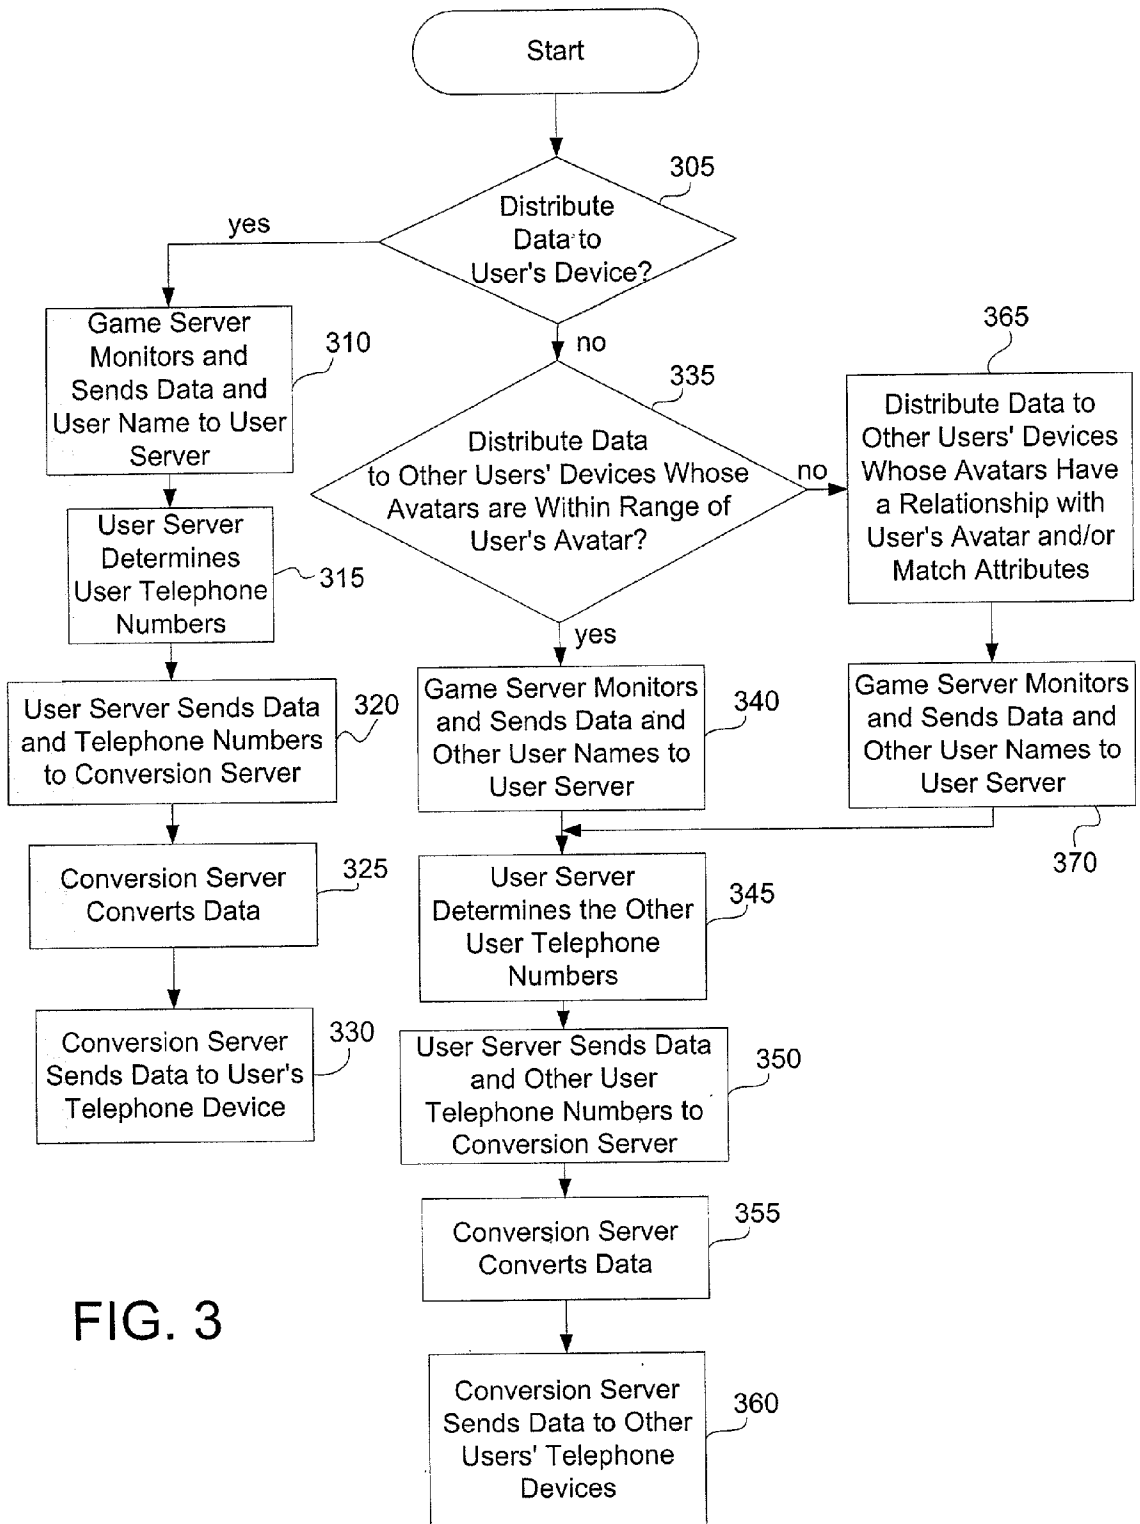 Start
305
Distribute
Data to
User's Device?
yes
no
Game Server
Monitors and
Sends Data and
User Name to User
Server
310
User Server
Determines
User Telephone
Numbers
315
User Server Sends Data
and Telephone Numbers
to Conversion Server
320
Conversion Server
Converts Data
325
Conversion Server
Sends Data to User's
Telephone Device
330
335
Distribute Data
to Other Users' Devices Whose
Avatars are Within Range of
User's Avatar?
no
yes
Game Server Monitors
and Sends Data and
Other User Names to
User Server
340
User Server
Determines the Other
User Telephone
Numbers
345
User Server Sends Data
and Other User
Telephone Numbers to
Conversion Server
350
Conversion Server
Converts Data
355
Conversion Server
Sends Data to Other
Users' Telephone
Devices
360
365
Distribute Data to
Other Users' Devices
Whose Avatars Have
a Relationship with
User's Avatar and/or
Match Attributes
Game Server Monitors
and Sends Data and
Other User Names to
User Server
370
FIG. 3